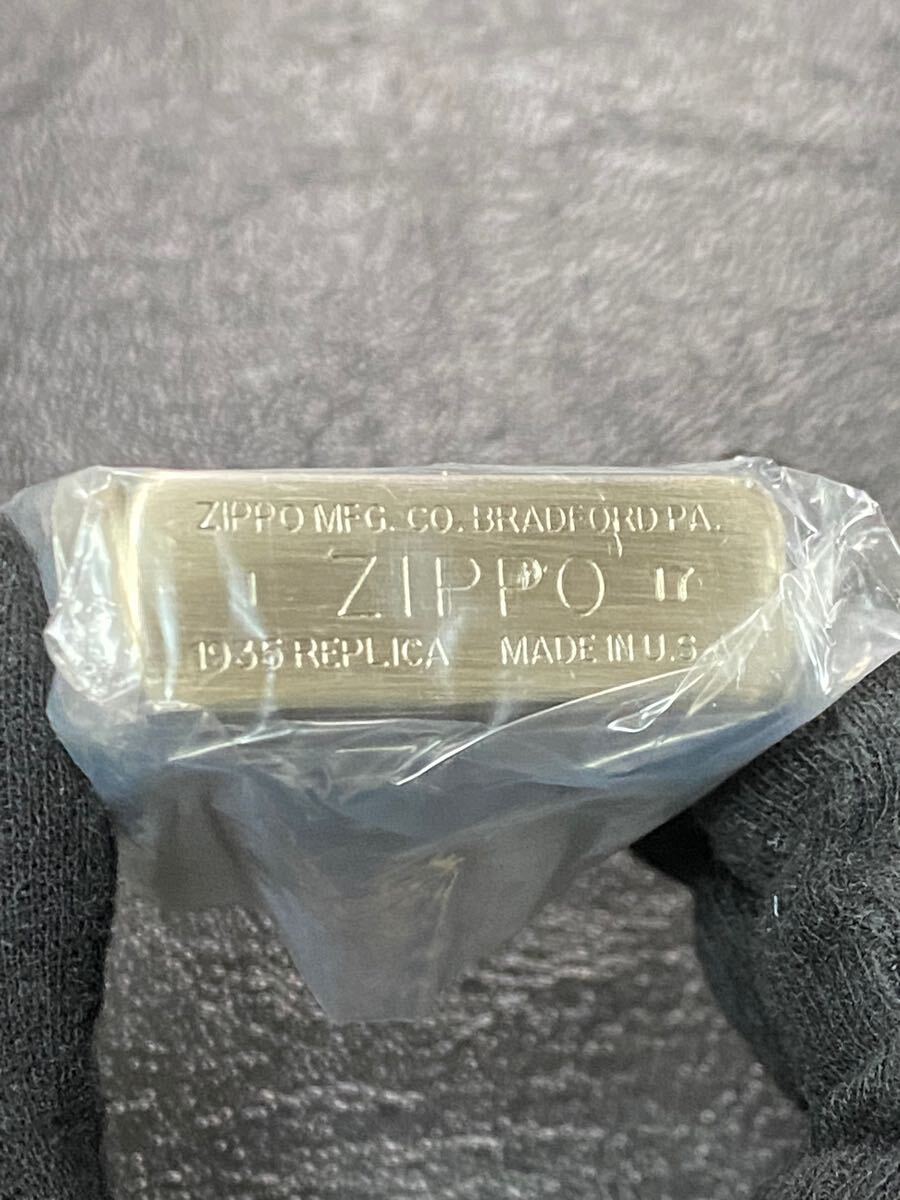 ZIPPO MFG. CO. BRADFORD PA.
I ZIPPO 17
1935 REPLICA MADE IN U.S.